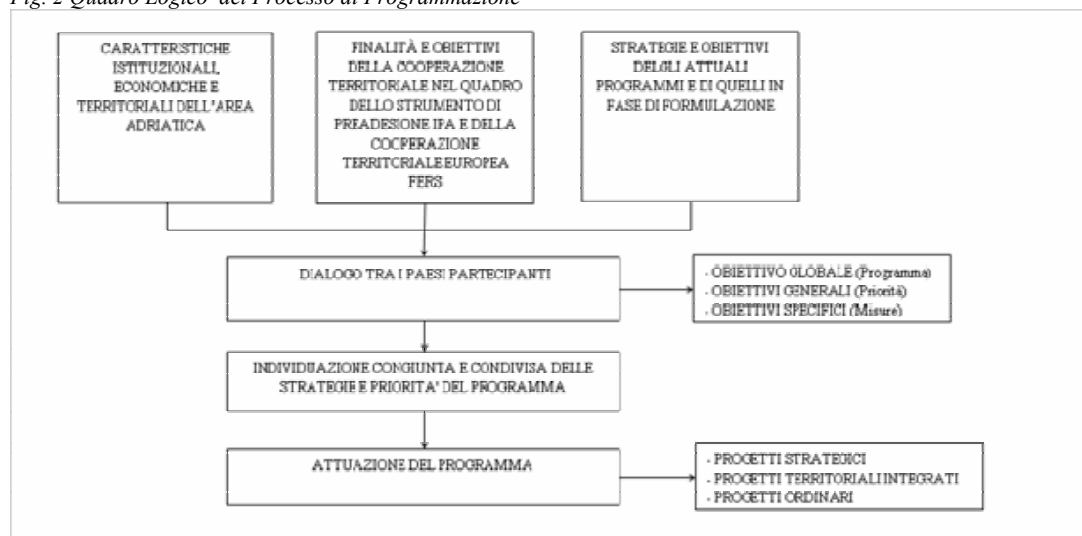 Fig. 2 Quadro Logico del Processo di Programmazione
CARATTERISTICHE
ISTITUZIONALI,
ECONOMICHE E
TERRITORIALI DELL'AREA
ADRIATICA
FINALITÀ E OBIETTIVI
DELLA COOPERAZIONE
TERRITORIALE NEL QUADRO
DELLO STRUMENTO DI
PREADESIONE IPA E DELLA
COOPERAZIONE
TERRITORIALE EUROPEA
FERS
STRATEGIE E OBIETTIVI
DELGLI ATTUALI
PROGRAMMI E DI QUELLI IN
FASE DI FORMULAZIONE
DIALOGO TRA I PAESI PARTECIPANTI
- OBIETTIVO GLOBALE (Programma)
- OBIETTIVI GENERALI (Priorità)
- OBIETTIVI SPECIFICI (Misure)
INDIVIDUAZIONE CONGIUNTA E CONDIVISA DELLE
STRATEGIE E PRIORITA' DEL PROGRAMMA
ATTUAZIONE DEL PROGRAMMA
- PROGETTI STRATEGICI
- PROGETTI TERRITORIALI INTEGRATI
- PROGETTI ORDINARI